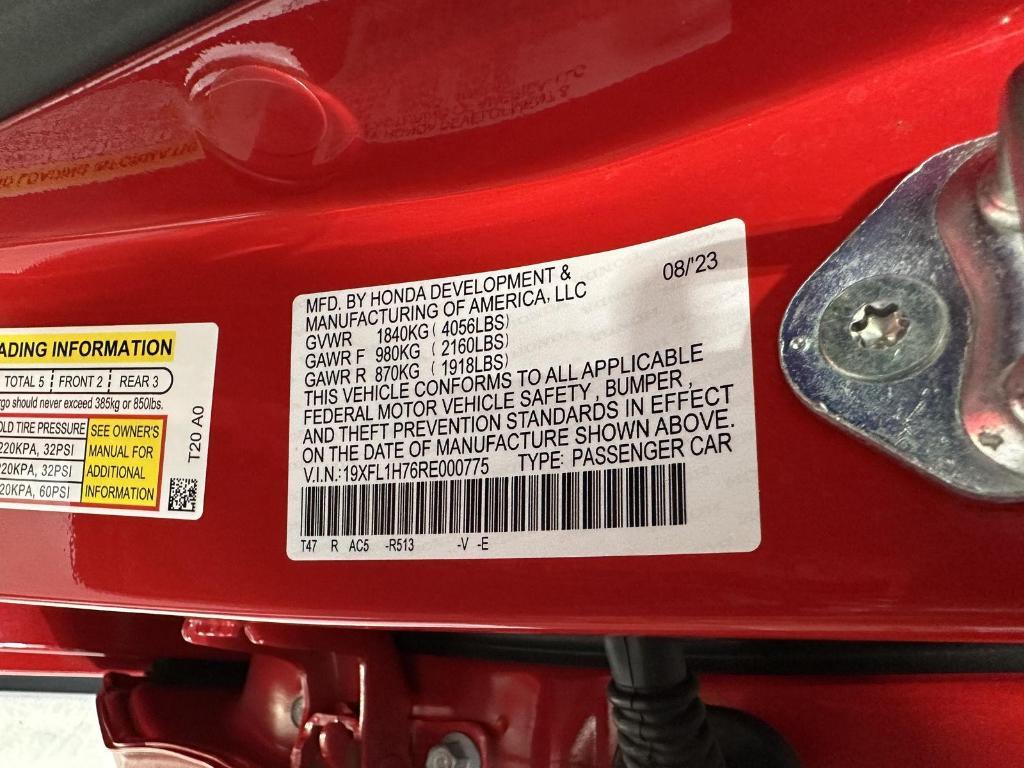 MFD. BY HONDA DEVELOPMENT & 08/'23
MANUFACTURING OF AMERICA, LLC
GVWR 1840KG ( 4056LBS)
GAWR F 980KG ( 2160LBS)
GAWR R 870KG ( 1918LBS)
THIS VEHICLE CONFORMS TO ALL APPLICABLE
FEDERAL MOTOR VEHICLE SAFETY , BUMPER ,
AND THEFT PREVENTION STANDARDS IN EFFECT
ON THE DATE OF MANUFACTURE SHOWN ABOVE.
V.I.N.:19XFL1H76RE000775 TYPE: PASSENGER CAR
T47 R AC5 -R513 -V -E
ADING INFORMATION
TOTAL 5 FRONT 2 REAR 3
rgo should never exceed 385kg or 850lbs.
OLD TIRE PRESSURE
220KPA, 32PSI
220KPA, 32PSI
20KPA, 60PSI
SEE OWNER'S
MANUAL FOR
ADDITIONAL
INFORMATION
T20 A0